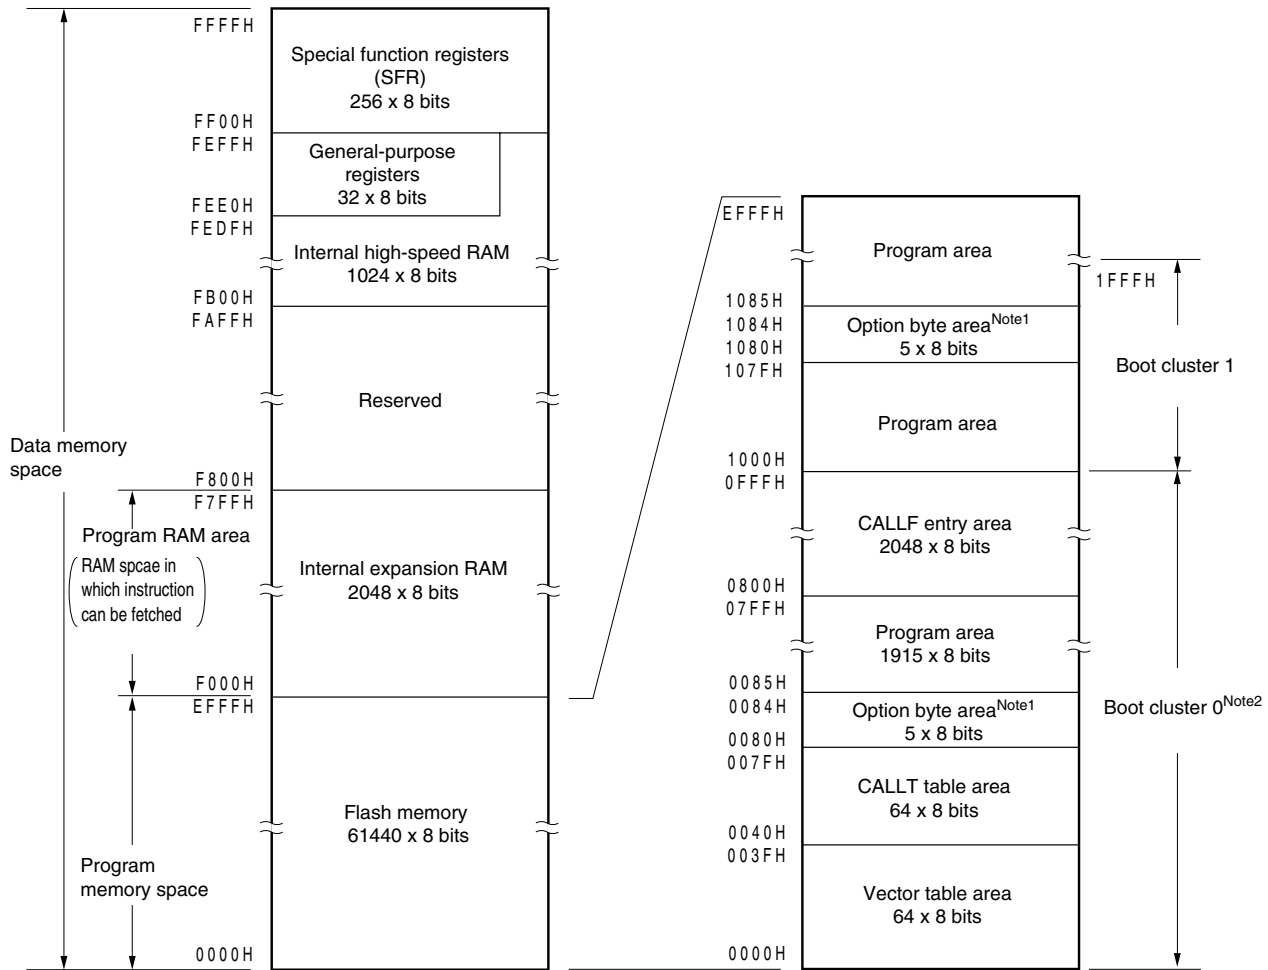 FFFFH
Special function registers
(SFR)
256 x 8 bits
FF00H
FEFFH
General-purpose
registers
32 x 8 bits
FEE0H
FEDFH
Internal high-speed RAM
1024 x 8 bits
FB00H
FAFFH
Reserved
Data memory
space
F800H
F7FFH
Program RAM area
RAM spcae in
which instruction
can be fetched
Internal expansion RAM
2048 x 8 bits
F000H
EFFFH
Flash memory
61440 x 8 bits
Program
memory space
0000H
EFFFH
Program area
1FFFH
1085H
1084H
Option byte areaNote1
5 x 8 bits
1080H
107FH
Boot cluster 1
Program area
1000H
0FFFH
CALLF entry area
2048 x 8 bits
0800H
07FFH
Program area
1915 x 8 bits
0085H
0084H
Option byte areaNote1
5 x 8 bits
Boot cluster 0Note2
0080H
007FH
CALLT table area
64 x 8 bits
0040H
003FH
Vector table area
64 x 8 bits
0000H